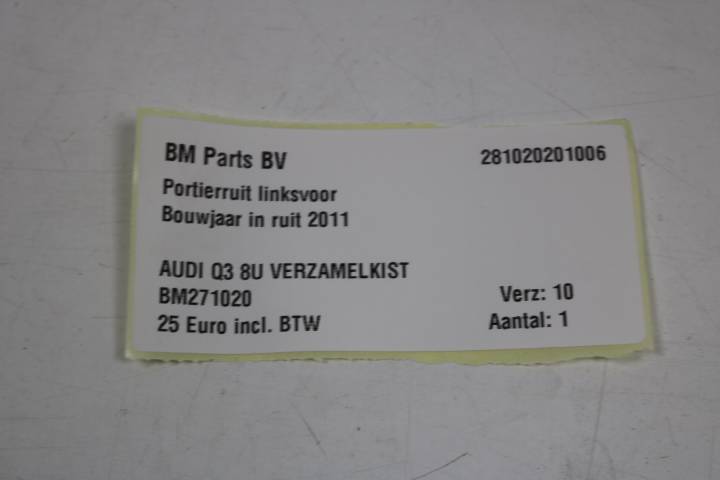 BM Parts BV 281020201006
Portierruit linksvoor
Bouwjaar in ruit 2011
AUDI Q3 8U VERZAMELKIST
BM271020 Verz: 10
25 Euro incl. BTW Aantal: 1